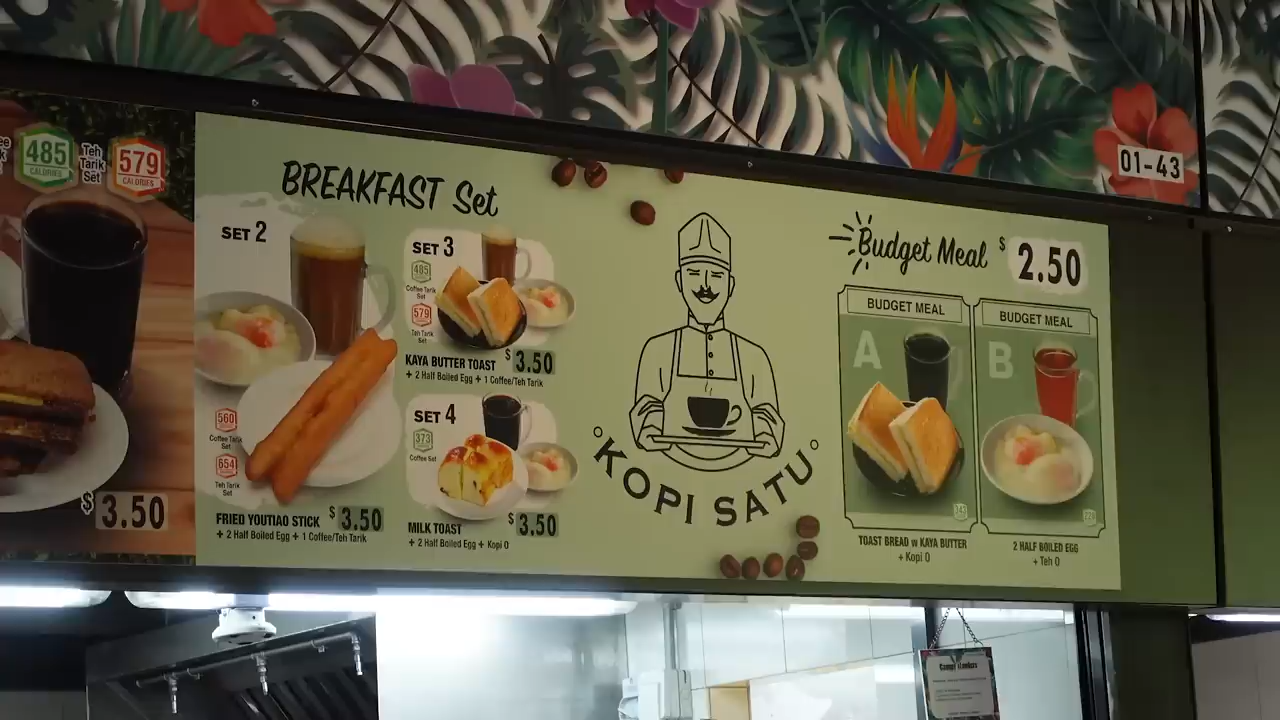 01-43
485
CALORIES
Teh
Tarik
Set
579
CALORIES
$3.50
BREAKFAST Set
SET 2
560
Coffee Tarik
Set
654
Teh Tarik
Set
FRIED YOUTIAO STICK $3.50
+ 2 Half Boiled Egg + 1 Coffee/Teh Tarik
SET 3
485
Coffee Tarik
Set
579
Teh Tarik
Set
KAYA BUTTER TOAST $3.50
+ 2 Half Boiled Egg + 1 Coffee/Teh Tarik
SET 4
373
Coffee Set
MILK TOAST $3.50
+ 2 Half Boiled Egg + Kopi O
KOPI SATU
Budget Meal $2.50
BUDGET MEAL
A
TOAST BREAD w KAYA BUTTER
+ Kopi O
BUDGET MEAL
B
2 HALF BOILED EGG
+ Teh O